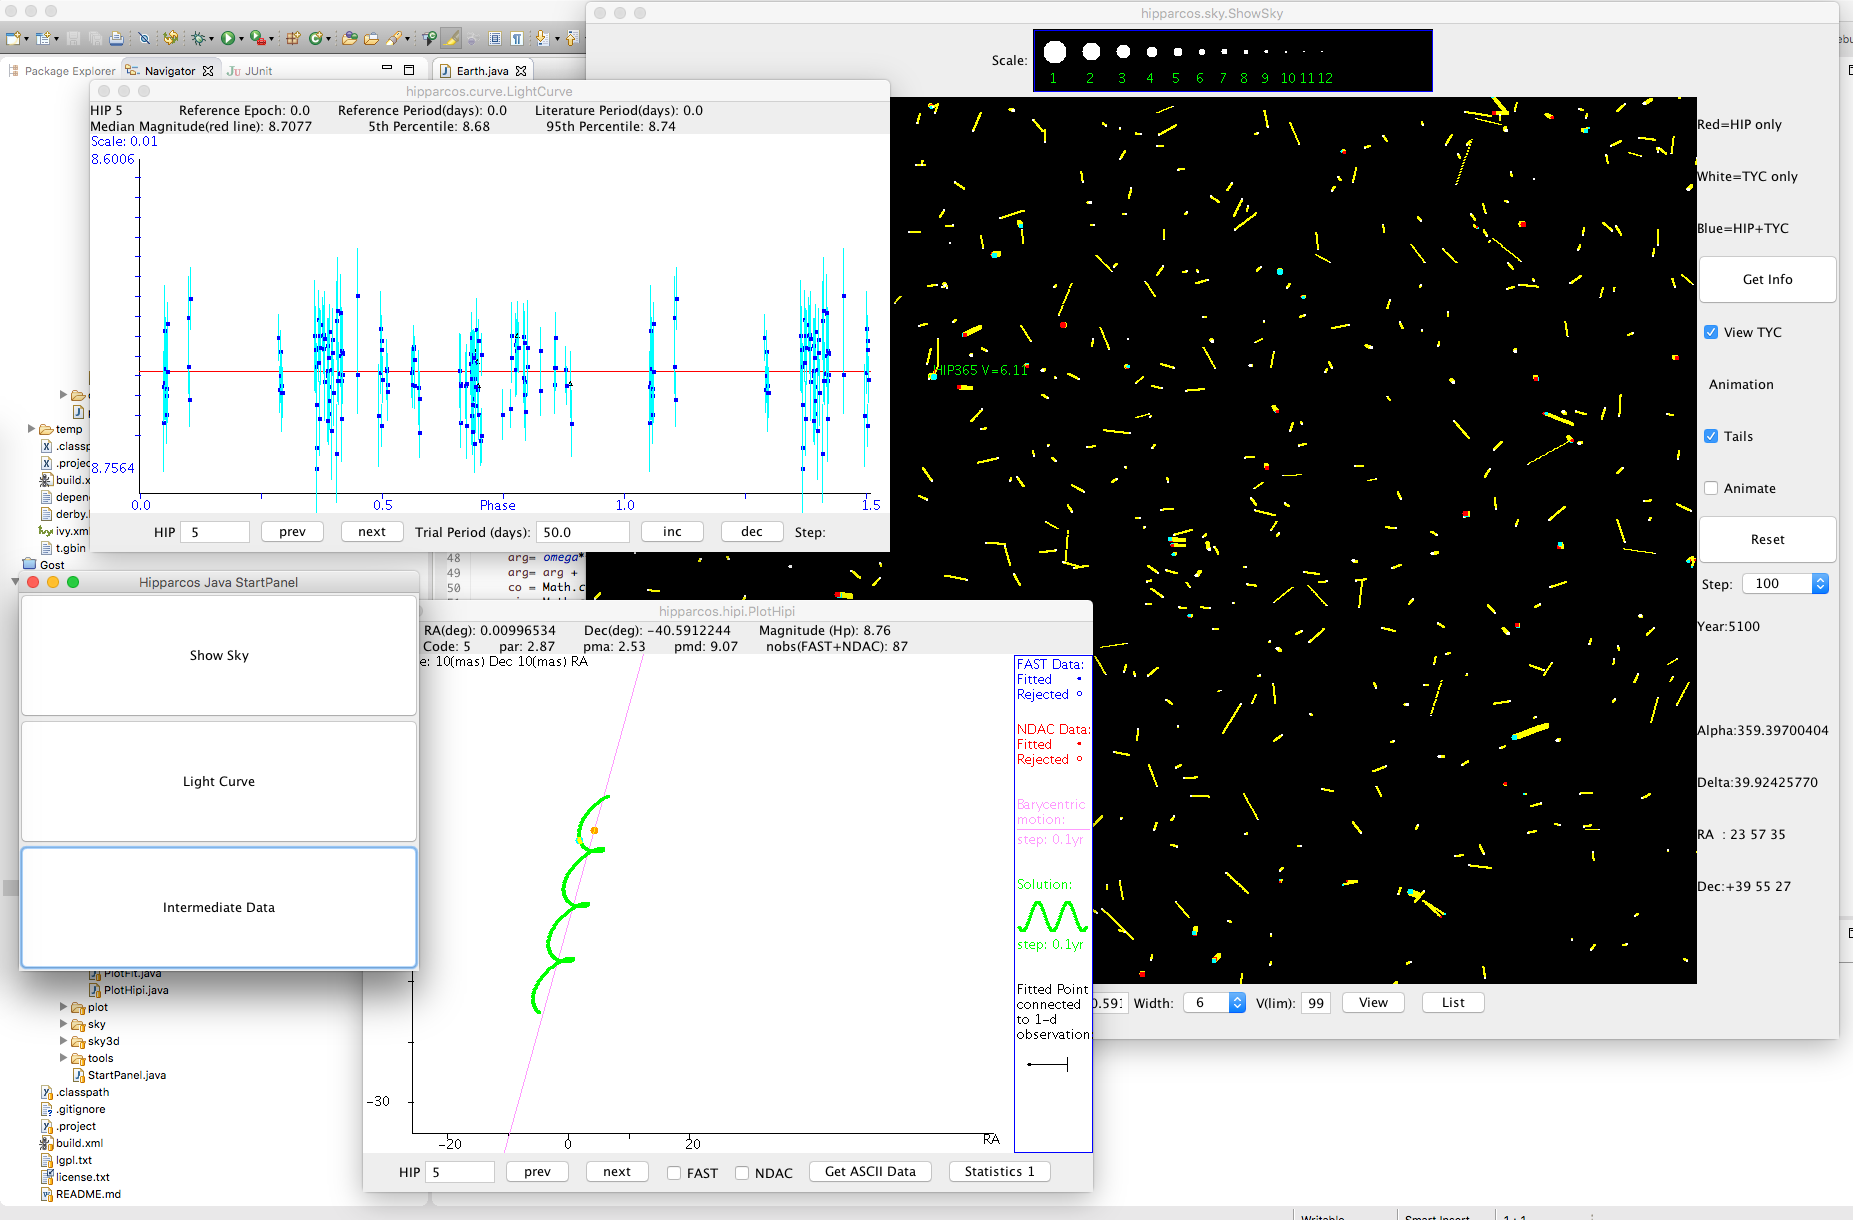 hipparcos.sky.ShowSky
Scale:
1 2 3 4 5 6 7 8 9 10 11 12
Package Explorer Navigator JUnit
Earth.java
hipparcos.curve.LightCurve
HIP 5 Reference Epoch: 0.0 Reference Period(days): 0.0 Literature Period(days): 0.0
Median Magnitude(red line): 8.7077 5th Percentile: 8.68 95th Percentile: 8.74
Scale: 0.01
8.6006
8.7564
0.0 0.5 Phase 1.0 1.5
HIP 5 prev next Trial Period (days): 50.0 inc dec Step:
Red=HIP only
White=TYC only
Blue=HIP+TYC
Get Info
View TYC
Animation
Tails
Animate
Reset
Step: 100
Year:5100
Alpha:359.39700404
Delta:39.92425770
RA : 23 57 35
Dec:+39 55 27
HIP365 V=6.11
Width: 6 V(lim): 99 View List
temp
.classp
.projec
build.x
depen
derby.
ivy.xm
t.gbin
Gost
48 arg= omega*
49 arg= arg +
50 co = Math.c
Hipparcos Java StartPanel
Show Sky
Light Curve
Intermediate Data
hipparcos.hipi.PlotHipi
RA(deg): 0.00996534 Dec(deg): -40.5912244 Magnitude (Hp): 8.76
Code: 5 par: 2.87 pma: 2.53 pmd: 9.07 nobs(FAST+NDAC): 87
e: 10(mas) Dec 10(mas) RA
FAST Data:
Fitted
Rejected
NDAC Data:
Fitted
Rejected
Barycentric
motion:
step: 0.1yr
Solution:
step: 0.1yr
Fitted Point
connected
to 1-d
observation
-30
-20 0 20 RA
HIP 5 prev next FAST NDAC Get ASCII Data Statistics 1
PlotFit.java
PlotHipi.java
plot
sky
sky3d
tools
StartPanel.java
.classpath
.gitignore
.project
build.xml
lgpl.txt
license.txt
README.md
Writable Smart Insert 1 : 1